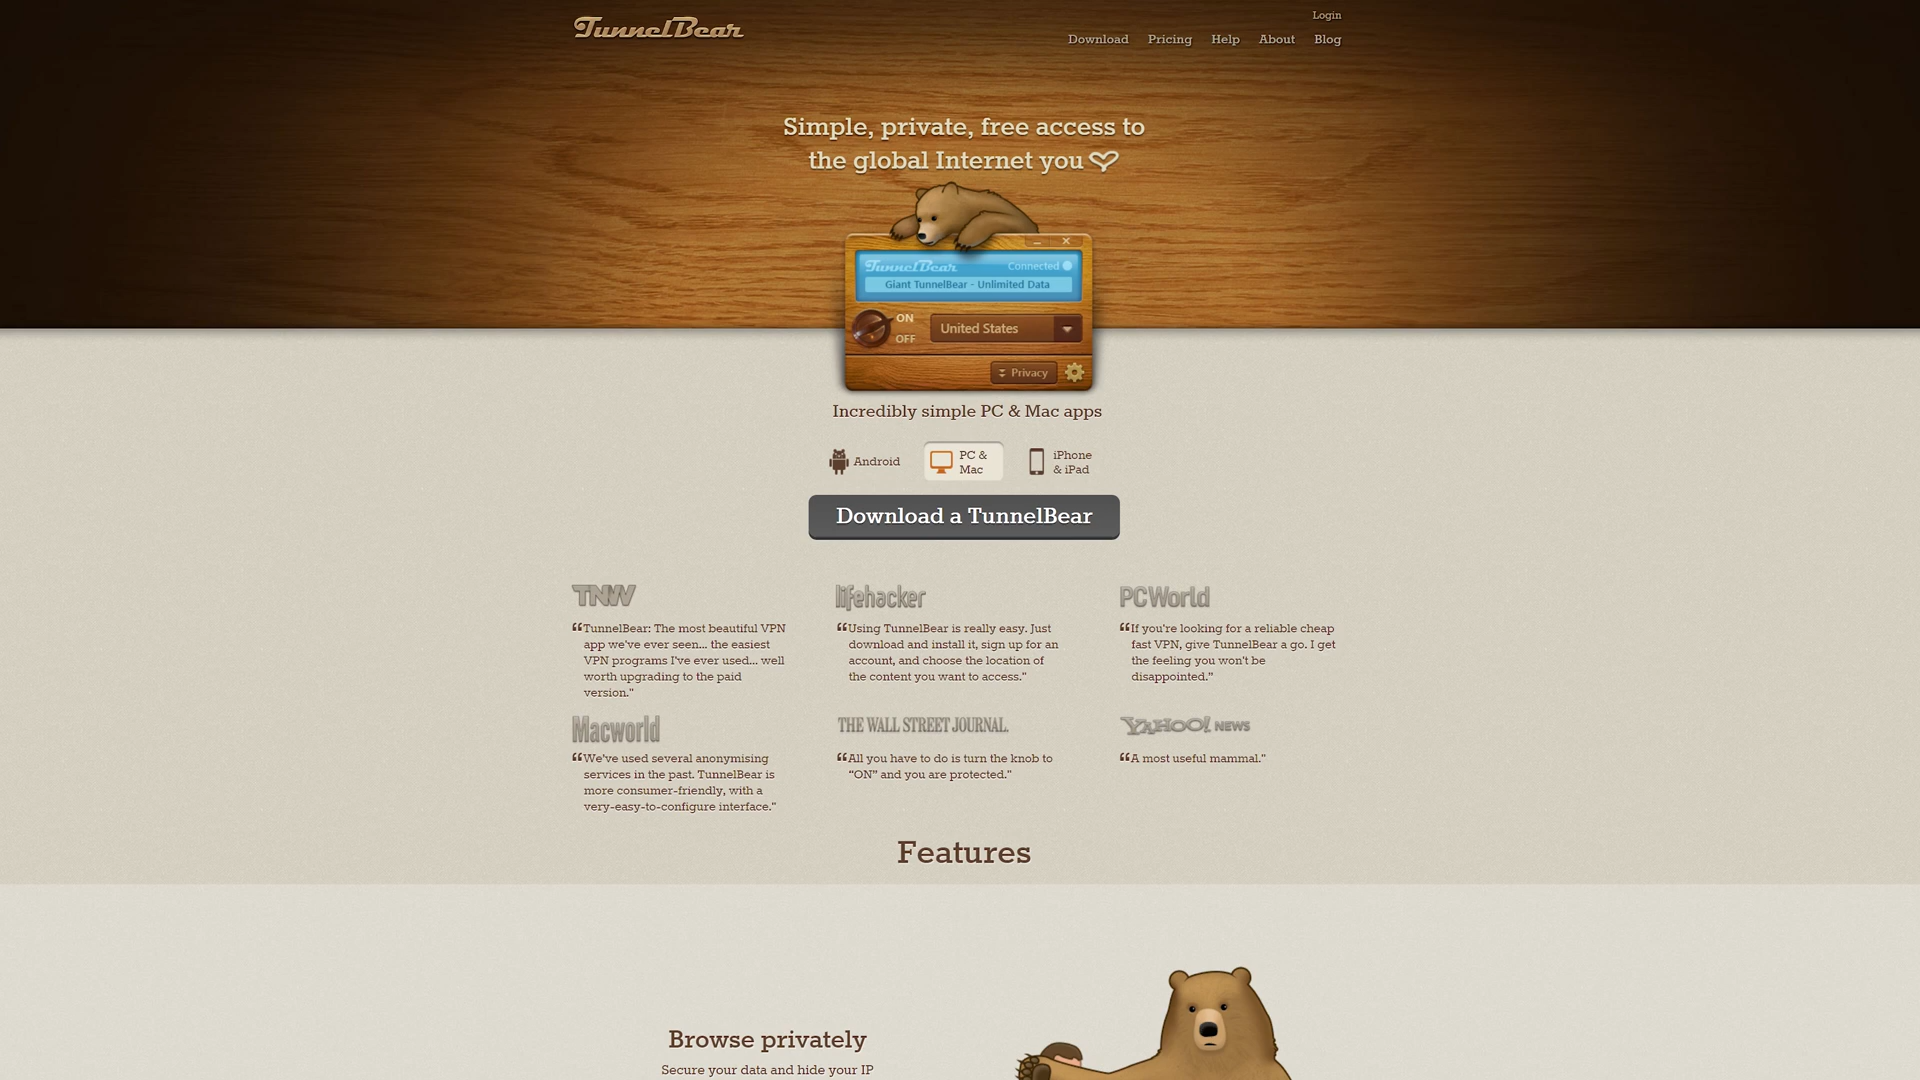 TunnelBear
Login
Download Pricing Help About Blog
Simple, private, free access to
the global Internet you
TunnelBear Connected
Giant TunnelBear - Unlimited Data
ON
OFF
United States
Privacy
Incredibly simple PC & Mac apps
Android
PC &
Mac
iPhone
& iPad
Download a TunnelBear
TNW
“TunnelBear: The most beautiful VPN
app we've ever seen... the easiest
VPN programs I've ever used... well
worth upgrading to the paid
version."
lifehacker
“Using TunnelBear is really easy. Just
download and install it, sign up for an
account, and choose the location of
the content you want to access."
PCWorld
“If you're looking for a reliable cheap
fast VPN, give TunnelBear a go. I get
the feeling you won't be
disappointed.”
Macworld
“We've used several anonymising
services in the past. TunnelBear is
more consumer-friendly, with a
very-easy-to-configure interface."
THE WALL STREET JOURNAL.
“All you have to do is turn the knob to
“ON” and you are protected."
YAHOO! NEWS
“A most useful mammal."
Features
Browse privately
Secure your data and hide your IP